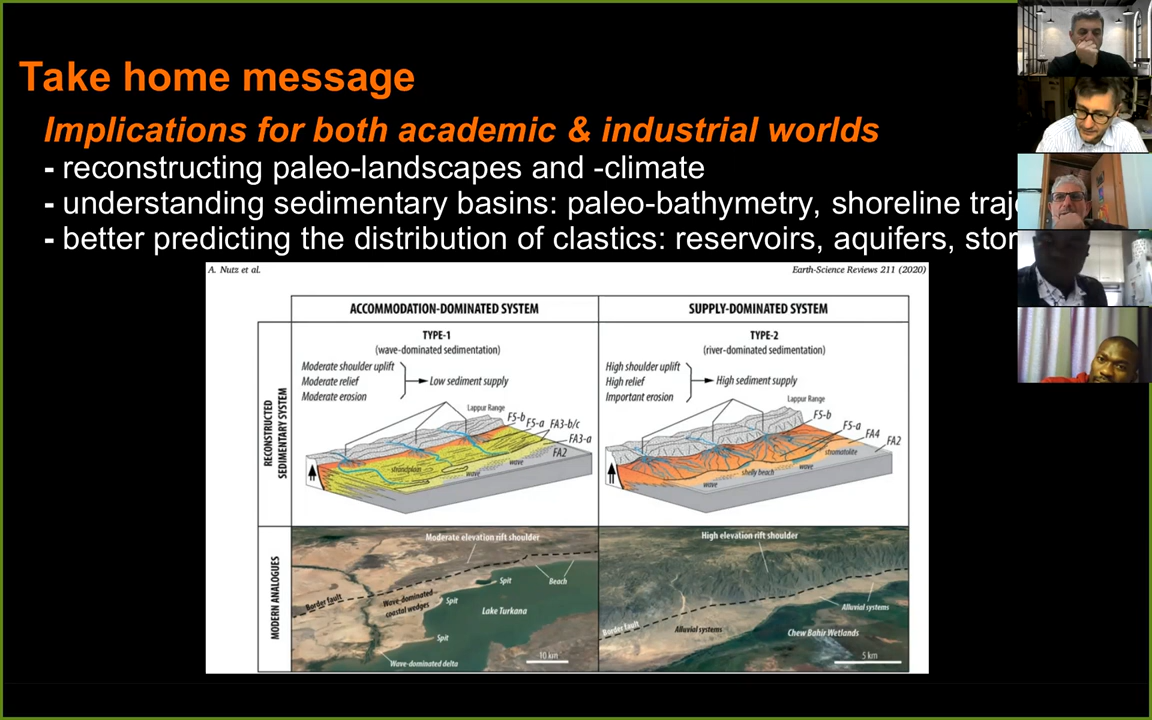 Take home message
Implications for both academic & industrial worlds
- reconstructing paleo-landscapes and -climate
- understanding sedimentary basins: paleo-bathymetry, shoreline
- better predicting the distribution of clastics: reservoirs, aquifers,
A. Nutz et al.
Earth-Science Reviews 211 (2020)
ACCOMMODATION-DOMINATED SYSTEM
SUPPLY-DOMINATED SYSTEM
RECONSTRUCTED
SEDIMENTARY SYSTEM
TYPE-1
(wave-dominated sedimentation)
Moderate shoulder uplift
Moderate relief
Moderate erosion
Low sediment supply
Lappur Range
F5-b
F5-a
FA3-b/c
FA3-a
FA2
strandplain
wave
wave
TYPE-2
(river-dominated sedimentation)
High shoulder uplift
High relief
Important erosion
High sediment supply
Lappur Range
F5-b
F5-a
FA4
FA2
stromatolite
wave
shelly beach
wave
MODERN ANALOGUES
Moderate elevation rift shoulder
Border fault
Wave-dominated
coastal wedges
Spit
Spit
Beach
Lake Turkana
Spit
Wave-dominated delta
10 km
High elevation rift shoulder
Border fault
Alluvial systems
Alluvial systems
Chew Bahir Wetlands
5 km